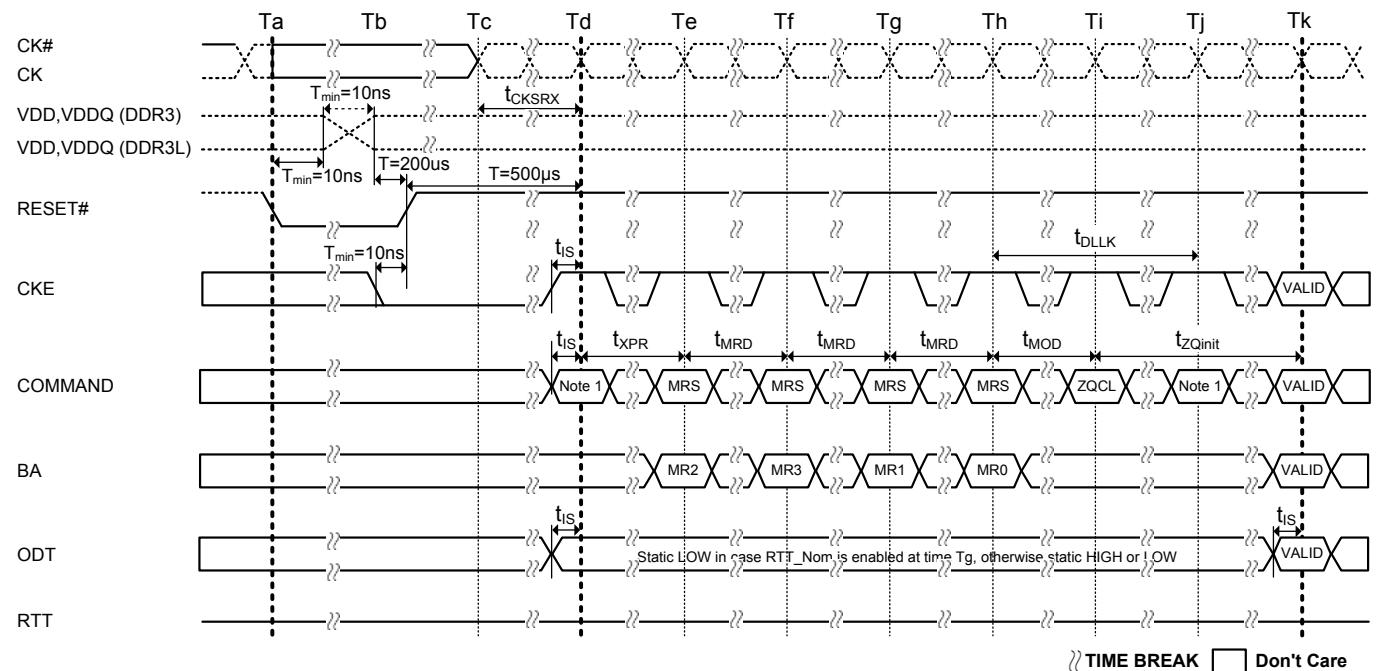 Ta Tb Tc Td Te Tf Tg Th Ti Tj Tk
CK#
CK
Tmin=10ns
tCKSRX
VDD,VDDQ (DDR3)
VDD,VDDQ (DDR3L)
Tmin=10ns
T=200us
T=500µs
RESET#
Tmin=10ns
tIS
tDLLK
CKE
VALID
tIS tXPR tMRD tMRD tMRD tMOD tZQinit
COMMAND
Note 1 MRS MRS MRS MRS ZQCL Note 1 VALID
BA
MR2 MR3 MR1 MR0 VALID
tIS tIS
ODT
Static LOW in case RTT_Nom is enabled at time Tg, otherwise static HIGH or LOW
VALID
RTT
TIME BREAK Don't Care